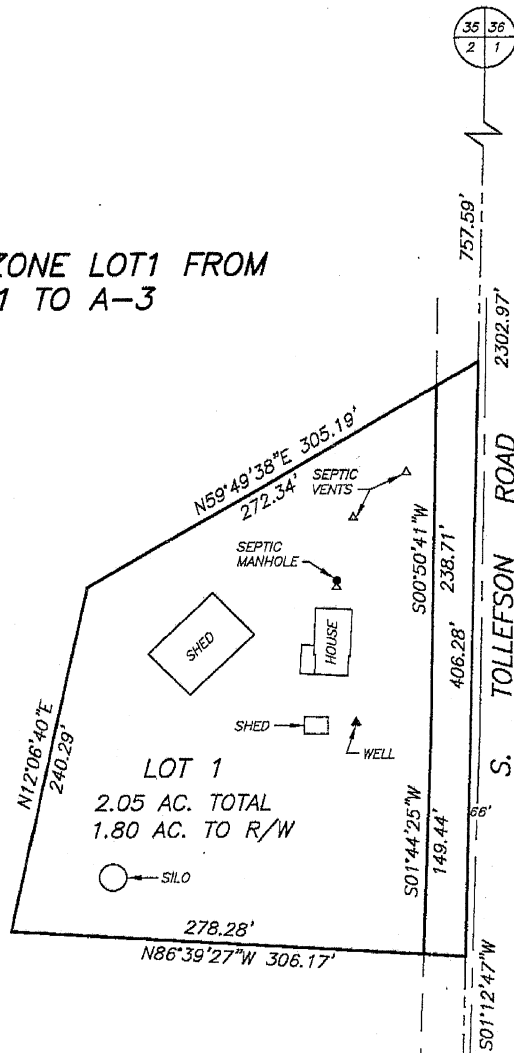 35 36
2 1
757.59'
ZONE LOT1 FROM
1 TO A-3
2302.97'
N59°49'38"E 305.19'
272.34'
SEPTIC
VENTS
SEPTIC
MANHOLE
S00°50'41"W
238.71'
406.28'
S. TOLLEFSON ROAD
SHED
HOUSE
SHED
WELL
N12°06'40"E
240.29'
LOT 1
2.05 AC. TOTAL
1.80 AC. TO R/W
S01°44'25"W
149.44'
66'
SILO
278.28'
N86°39'27"W 306.17'
S01°12'47"W